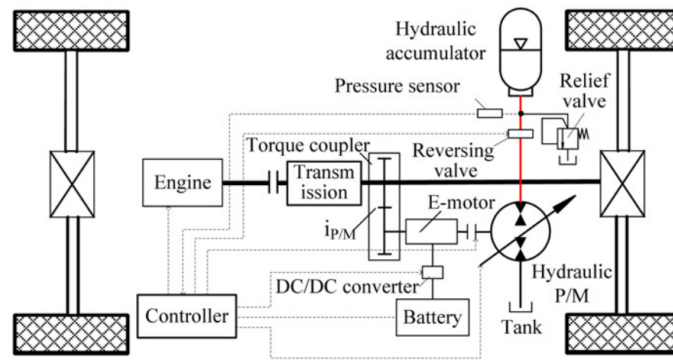 Hydraulic
accumulator
Pressure sensor
Relief
valve
Torque coupler
Reversing
valve
Engine
Transm
ission
E-motor
iP/M
Hydraulic
P/M
DC/DC converter
Controller
Battery
Tank